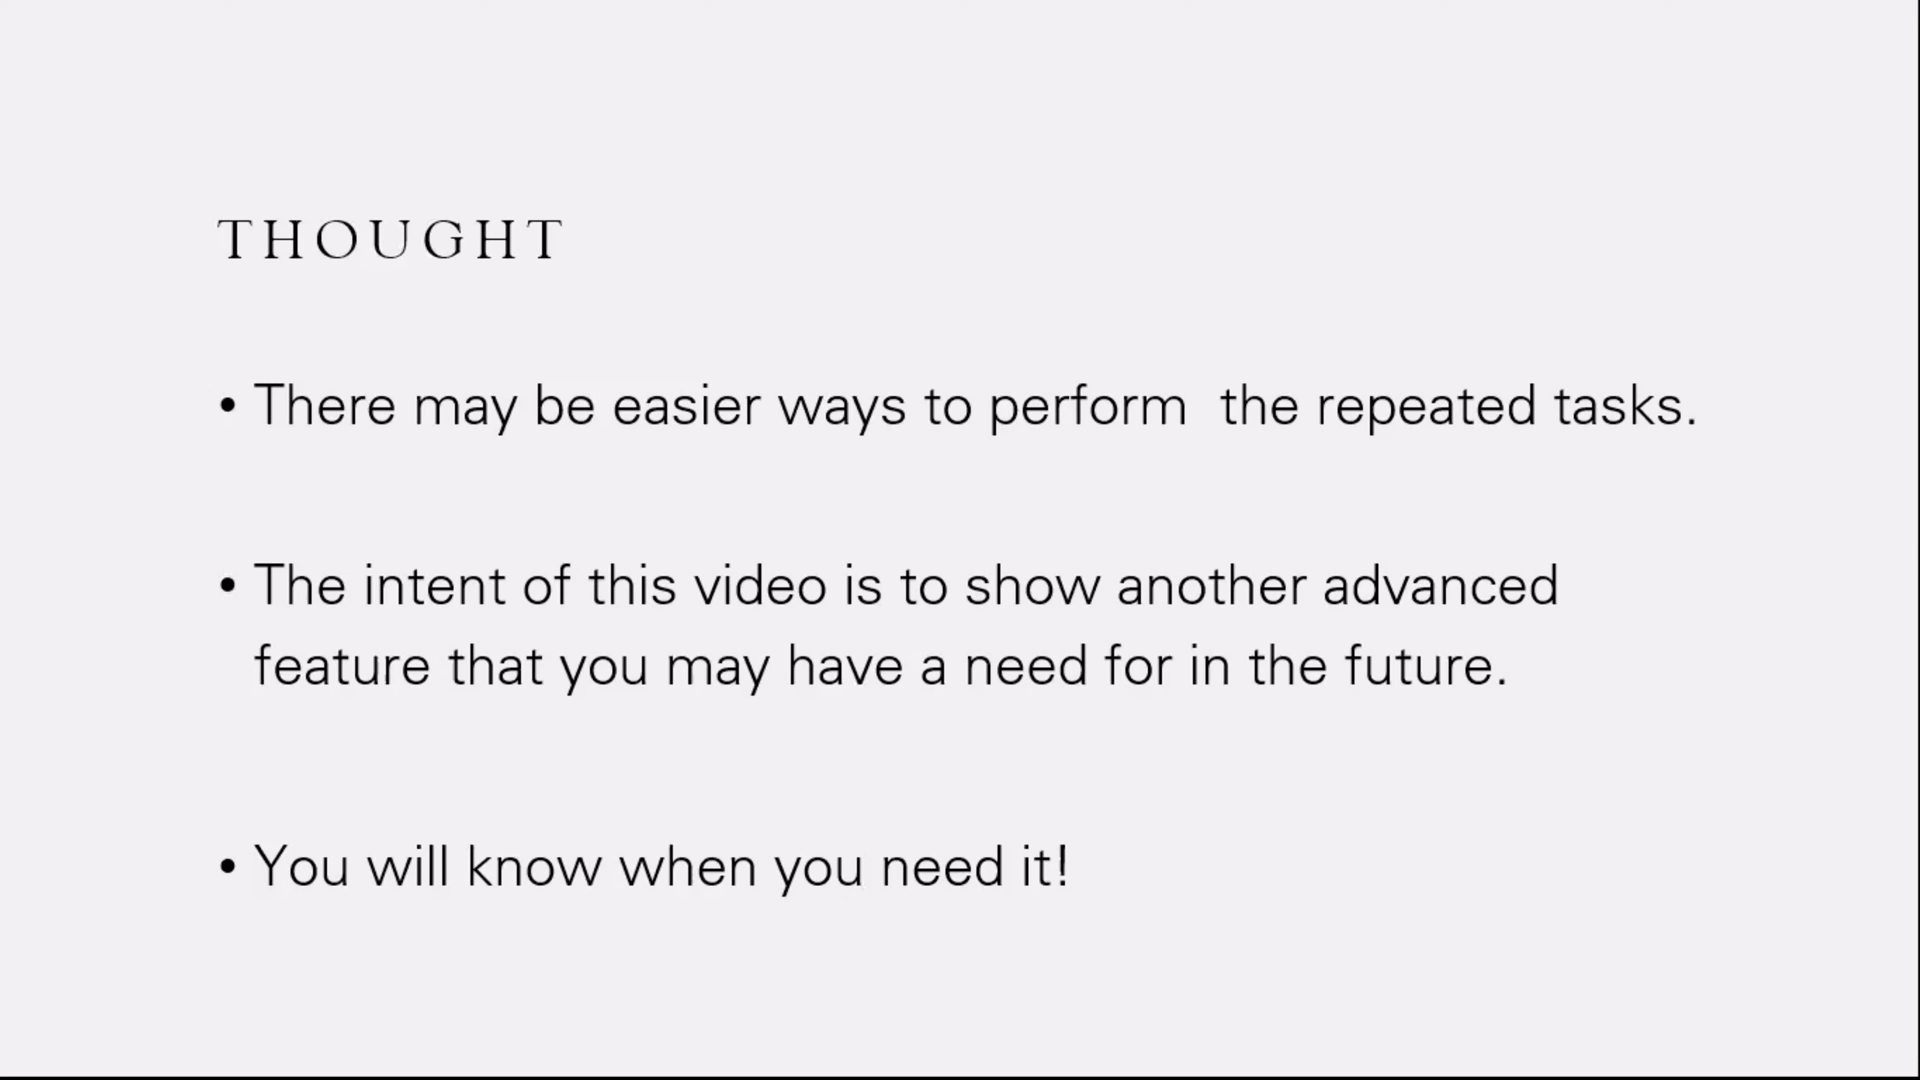 THOUGHT
• There may be easier ways to perform  the repeated tasks.
• The intent of this video is to show another advanced
feature that you may have a need for in the future.
• You will know when you need it!